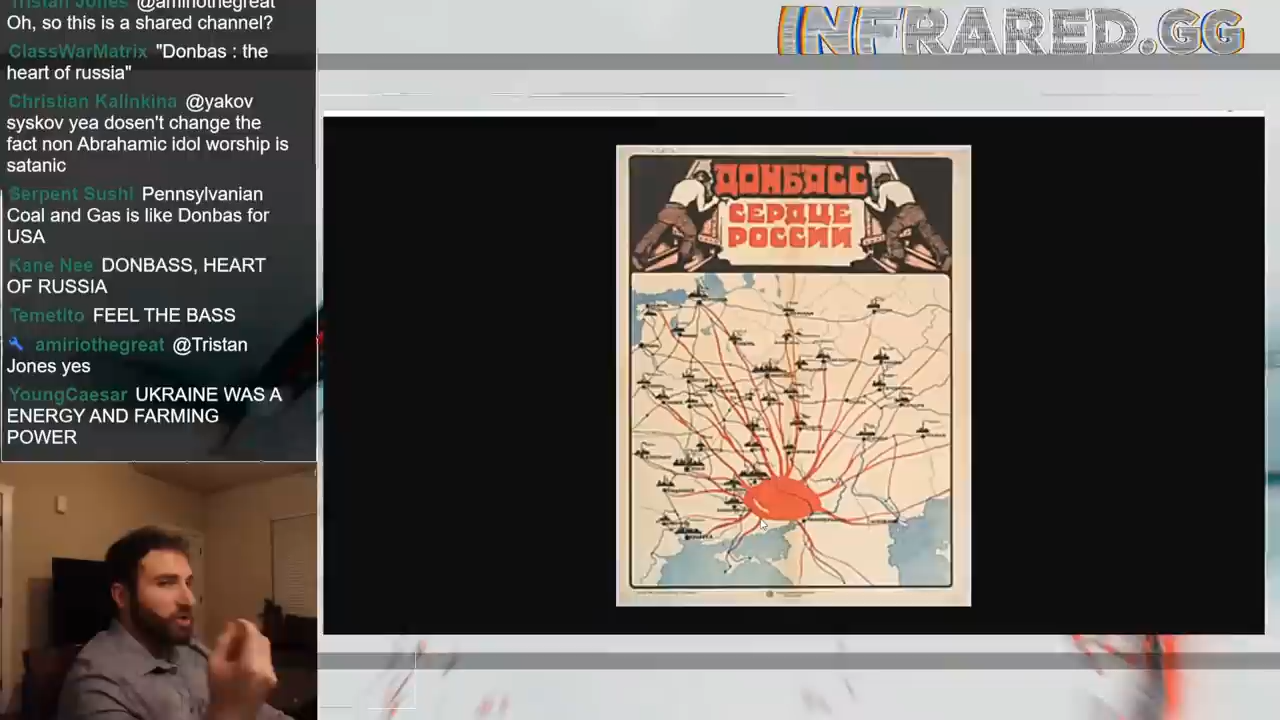 Tristan Jones @amiriothegreat
Oh, so this is a shared channel?
ClassWarMatrix "Donbas : the
heart of russia"
Christian Kalinkina @yakov
syskov yea dosen't change the
fact non Abrahamic idol worship is
satanic
Serpent Sushi Pennsylvanian
Coal and Gas is like Donbas for
USA
Kane Nee DONBASS, HEART
OF RUSSIA
Temetito FEEL THE BASS
amiriothegreat @Tristan
Jones yes
YoungCaesar UKRAINE WAS A
ENERGY AND FARMING
POWER
INFRARED.GG
ДОНБАСС
СЕРДЦЕ
РОССИИ